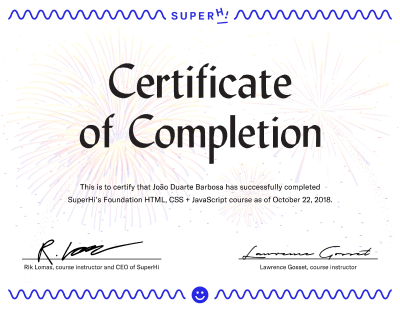 SUPERHi
Certificate
of Completion
This is to certify that João Duarte Barbosa has successfully completed
SuperHi's Foundation HTML, CSS + JavaScript course as of October 22, 2018.
R. Lomas
Lawrence Gosset
Rik Lomas, course instructor and CEO of SuperHi
Lawrence Gosset, course instructor